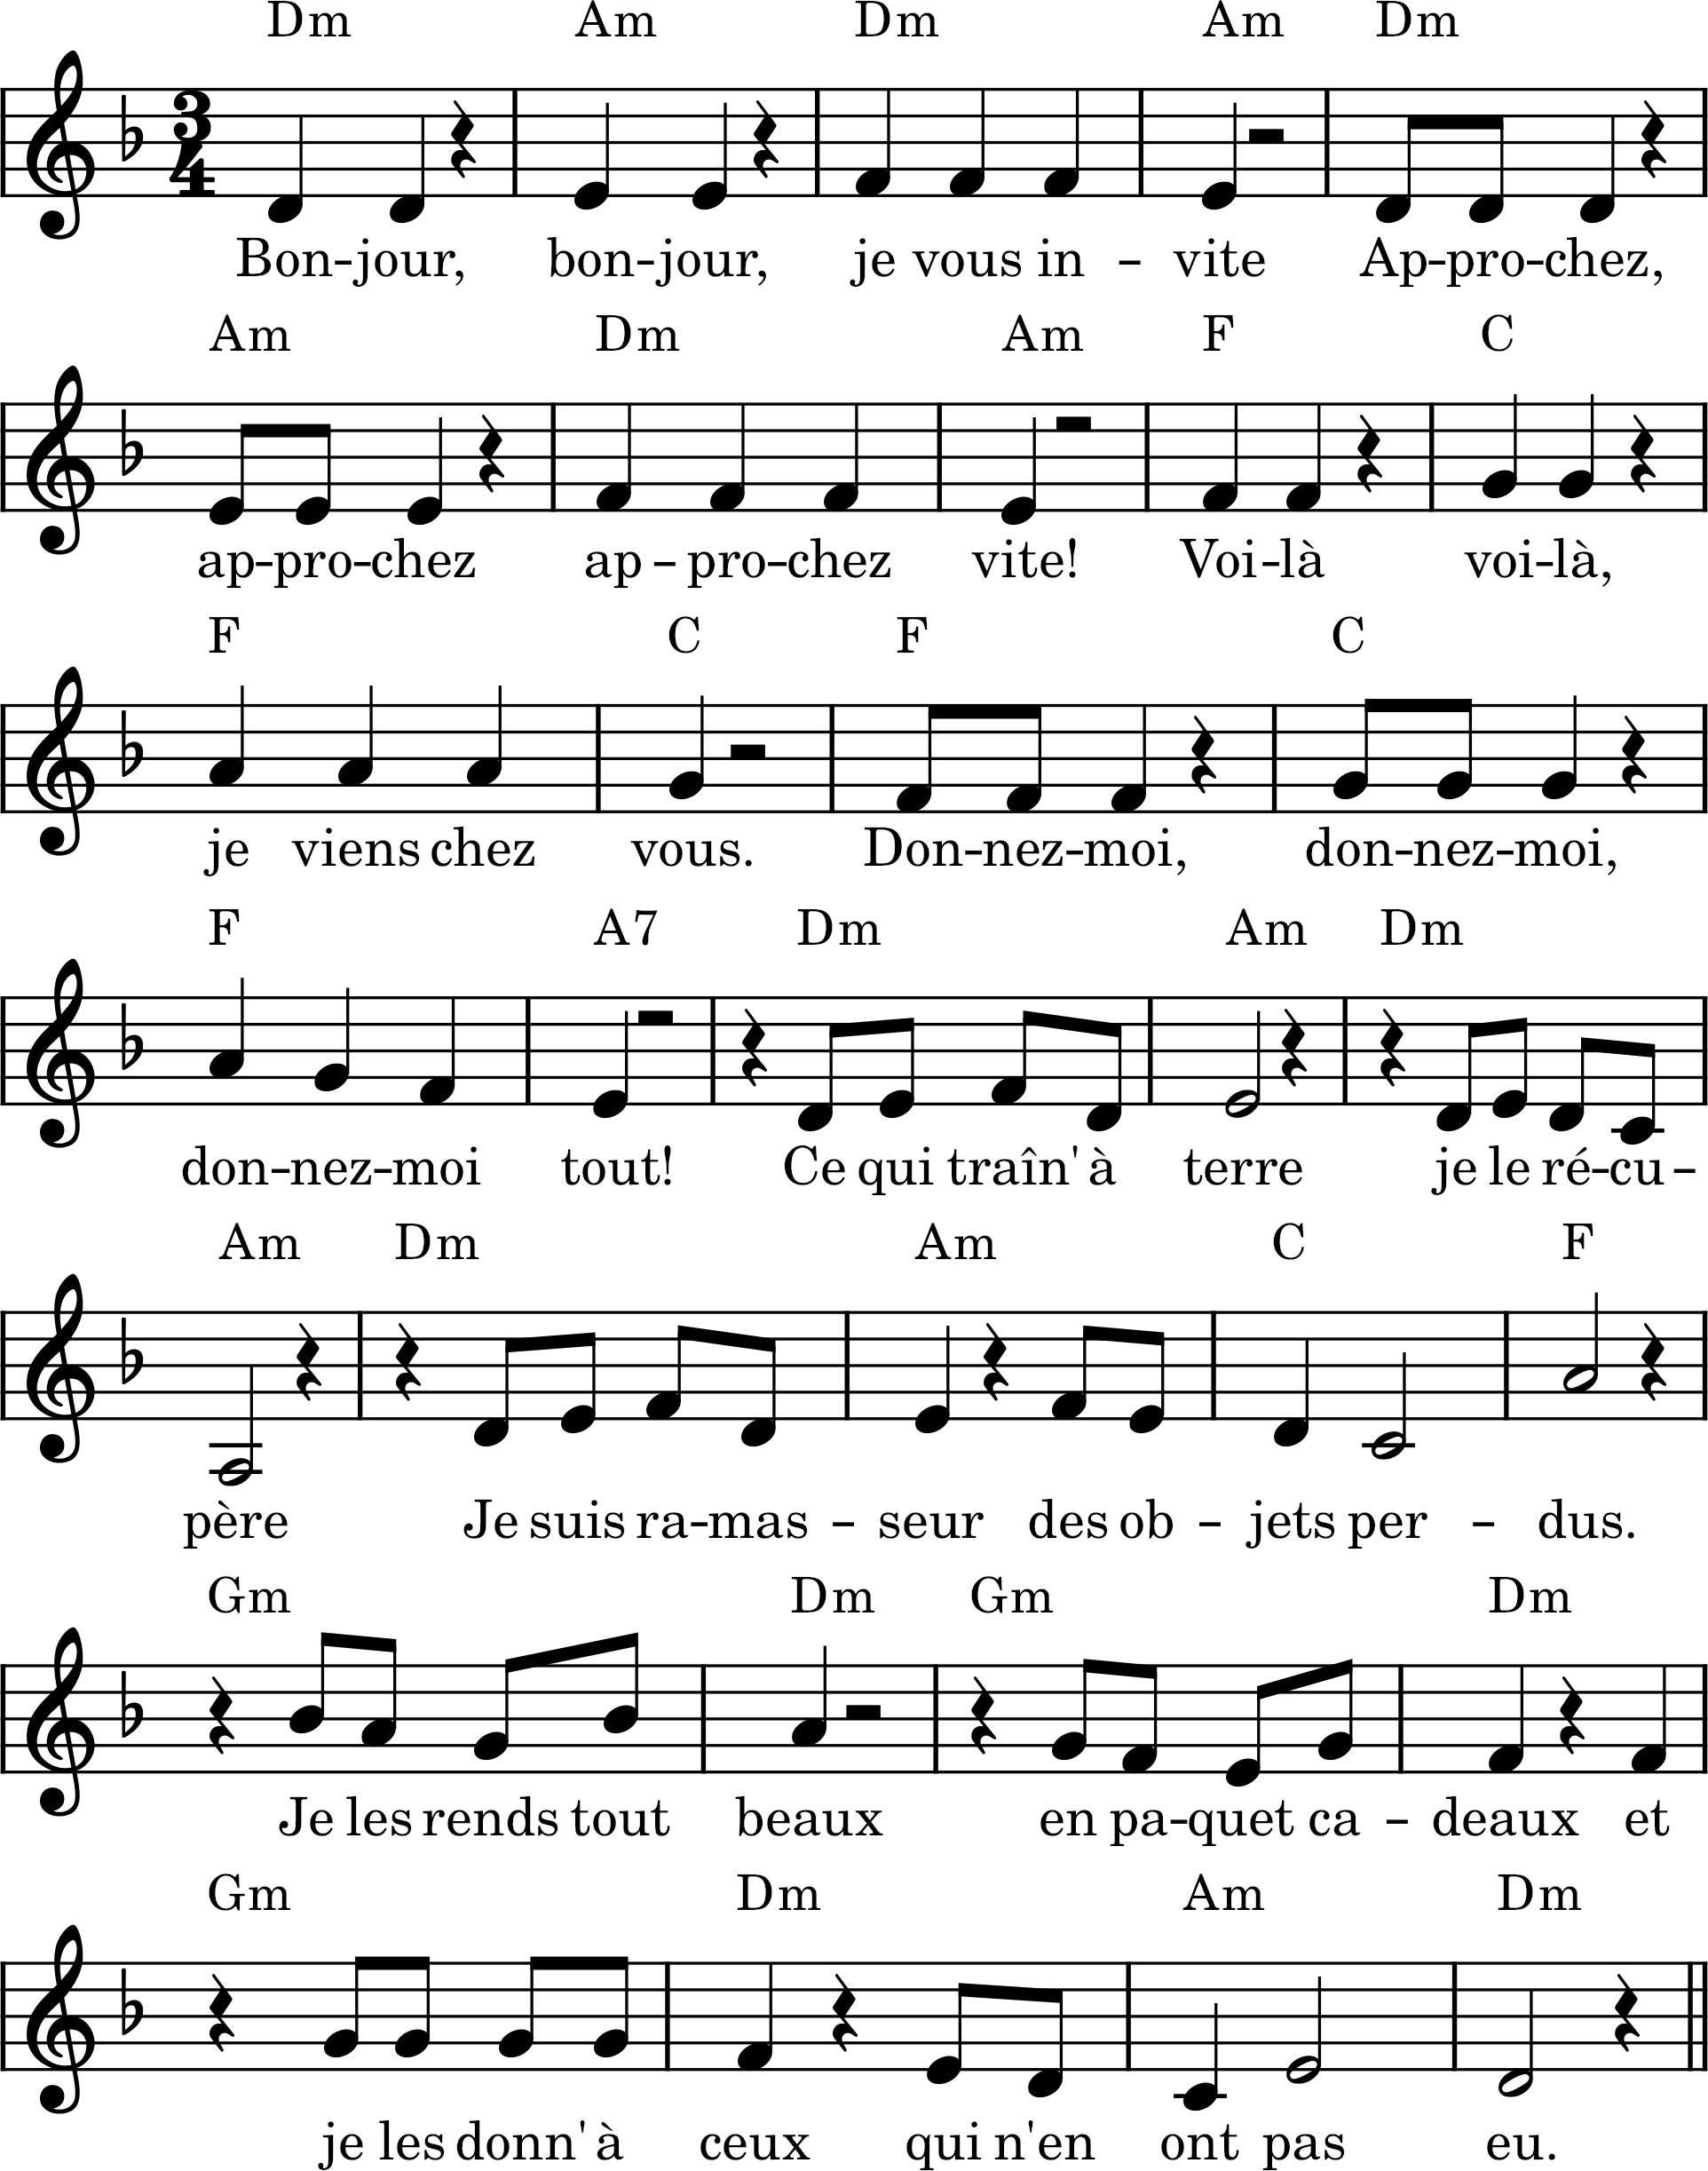 Dm Am Dm Am Dm
3
4
Bon-jour, bon-jour, je vous in - vite Ap-pro-chez,
Am Dm Am F C
ap-pro-chez ap-pro-chez vite! Voi-là voi-là,
F C F C
je viens chez vous. Don-nez-moi, don-nez-moi,
F A7 Dm Am Dm
don-nez-moi tout! Ce qui traîn' à terre je le ré-cu-
Am Dm Am C F
père Je suis ra-mas - seur des ob - jets per - dus.
Gm Dm Gm Dm
Je les rends tout beaux en pa-quet ca - deaux et
Gm Dm Am Dm
je les donn' à ceux qui n'en ont pas eu.